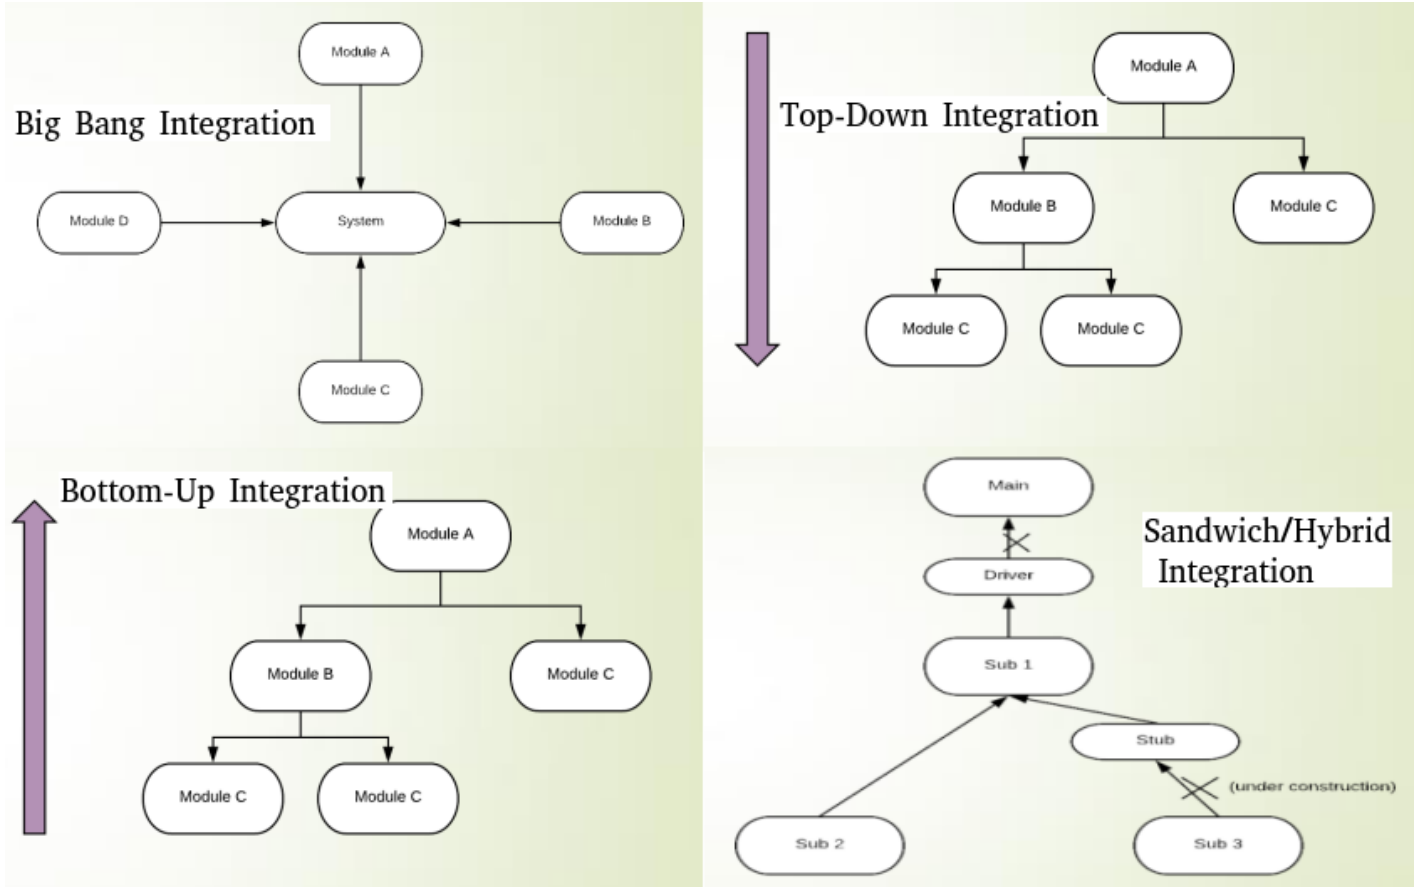 Module A
Big Bang Integration
Module D
System
Module B
Module C
Module A
Top-Down Integration
Module B
Module C
Module C
Module C
Bottom-Up Integration
Module A
Module B
Module C
Module C
Module C
Main
Sandwich/Hybrid
Integration
Driver
Sub 1
Stub
(under construction)
Sub 2
Sub 3